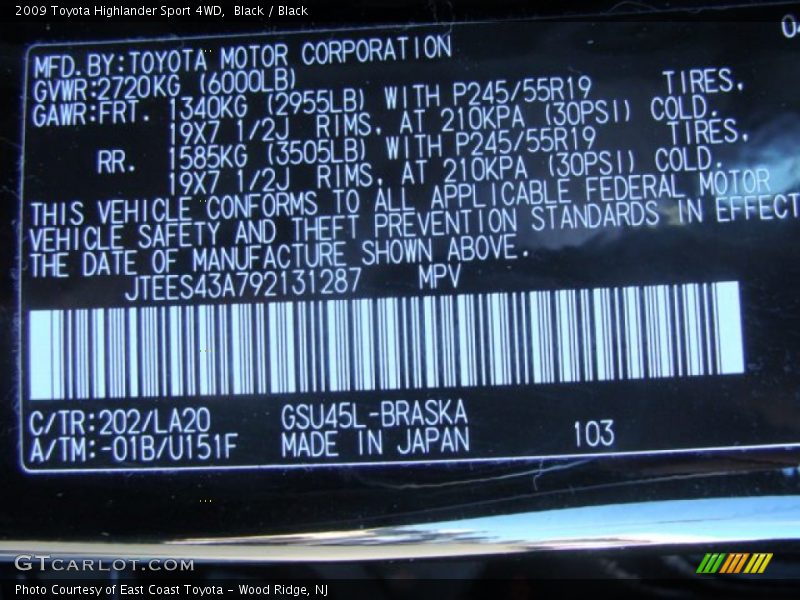 2009 Toyota Highlander Sport 4WD,  Black / Black
04
MFD.BY:TOYOTA MOTOR CORPORATION
GVWR:2720KG (6000LB)
GAWR:FRT. 1340KG (2955LB) WITH P245/55R19 TIRES,
19X7 1/2J RIMS, AT 210KPA (30PSI) COLD.
RR. 1585KG (3505LB) WITH P245/55R19 TIRES,
19X7 1/2J RIMS, AT 210KPA (30PSI) COLD.
THIS VEHICLE CONFORMS TO ALL APPLICABLE FEDERAL MOTOR
VEHICLE SAFETY AND THEFT PREVENTION STANDARDS IN EFFECT
THE DATE OF MANUFACTURE SHOWN ABOVE.
JTEES43A792131287 MPV
C/TR:202/LA20 GSU45L-BRASKA
A/TM:-01B/U151F MADE IN JAPAN 103
GTCARLOT.COM
Photo Courtesy of East Coast Toyota - Wood Ridge, NJ